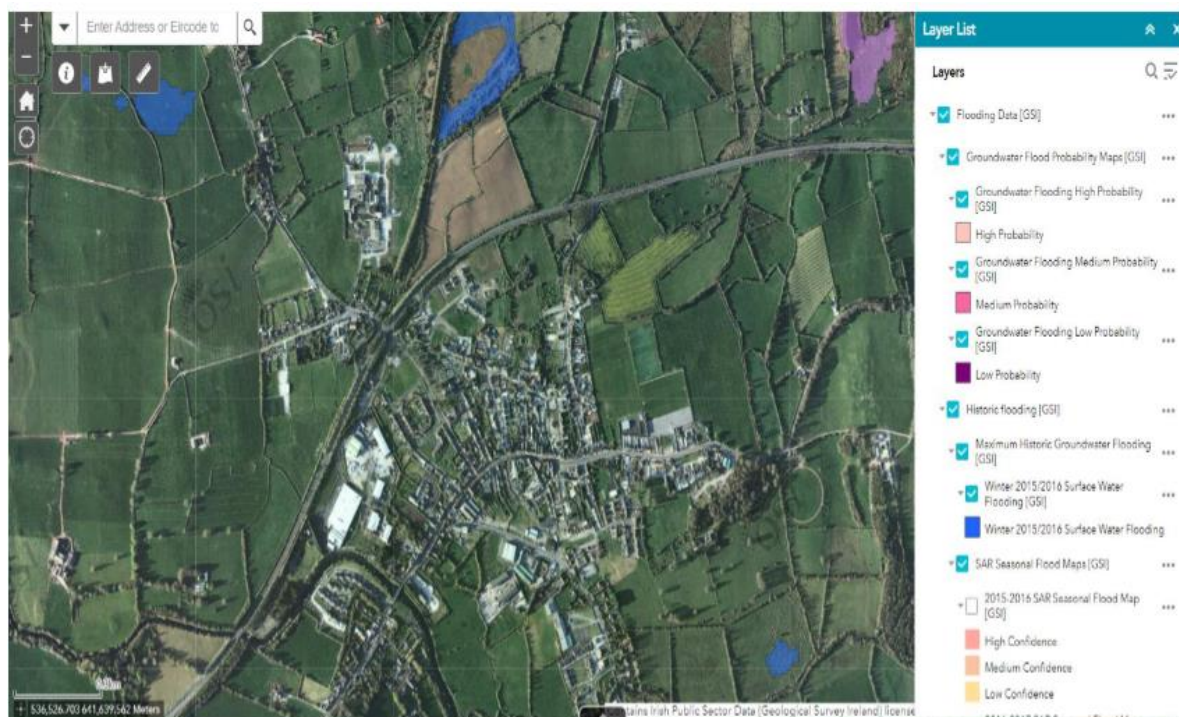 Enter Address or Eircode to
Layer List
Layers
Flooding Data [GSI]
Groundwater Flood Probability Maps [GSI]
Groundwater Flooding High Probability
[GSI]
High Probability
Groundwater Flooding Medium Probability
[GSI]
Medium Probability
Groundwater Flooding Low Probability
[GSI]
Low Probability
Historic flooding [GSI]
Maximum Historic Groundwater Flooding
[GSI]
Winter 2015/2016 Surface Water
Flooding [GSI]
Winter 2015/2016 Surface Water Flooding
SAR Seasonal Flood Maps [GSI]
2015-2016 SAR Seasonal Flood Map
[GSI]
High Confidence
Medium Confidence
Low Confidence
GSI
536,526.703 641,639.562 Meters
Irish Public Sector Data (Geological Survey Ireland) license